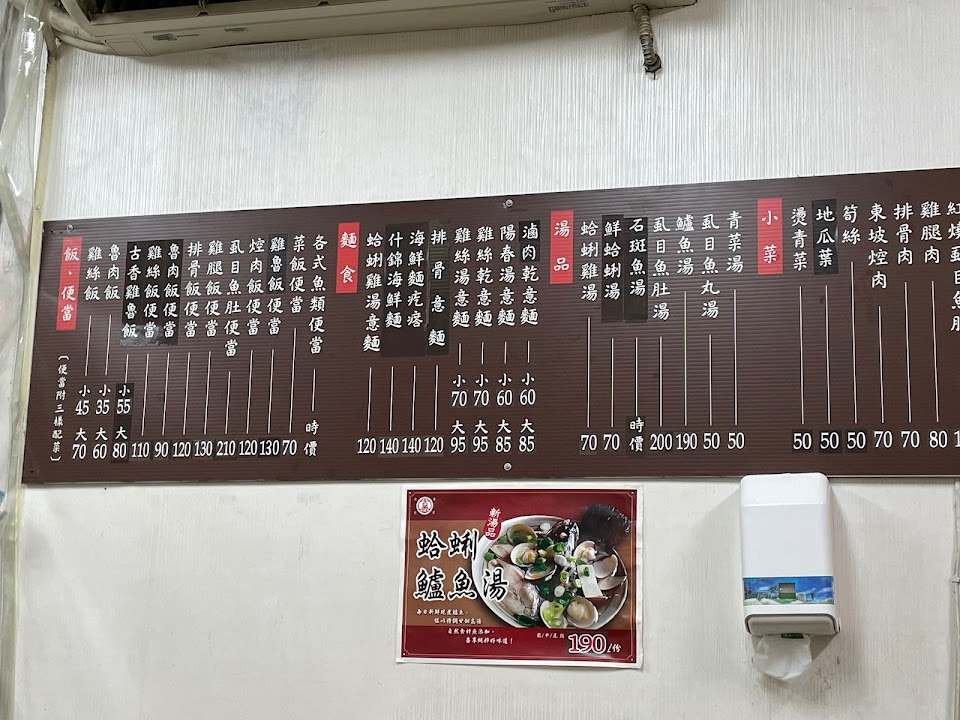 飯、便當
(便當附三樣配菜)
雞絲飯 小45 大70
魯肉飯 小35 大60
古香雞魯飯 小55 大80
雞絲飯便當 110
魯肉飯便當 90
排骨便當 120
雞腿便當 130
虱目魚肚便當 210
焢肉便當 120
雞魯飯便當 130
菜飯便當 70
各式魚類便當 時價
麵食
蛤蜊雞湯意麵 120
什錦海鮮麵 140
海鮮麵疙瘩 140
排骨意麵 120
雞絲湯意麵 小70 大95
雞絲乾意麵 小70 大95
陽春湯意麵 小60 大85
滷肉乾意麵 小60 大85
湯品
蛤蜊雞湯 70
鮮蛤蜊湯 70
石斑魚湯 時價
虱目魚肚湯 200
鱸魚湯 190
虱目魚丸湯 50
青菜湯 50
小菜
燙青菜 50
地瓜葉 50
筍絲 50
東坡焢肉 70
排骨肉 70
雞腿肉 80
紅燒虱目魚肚
新湯品
蛤蜊
鱸魚湯
190/份